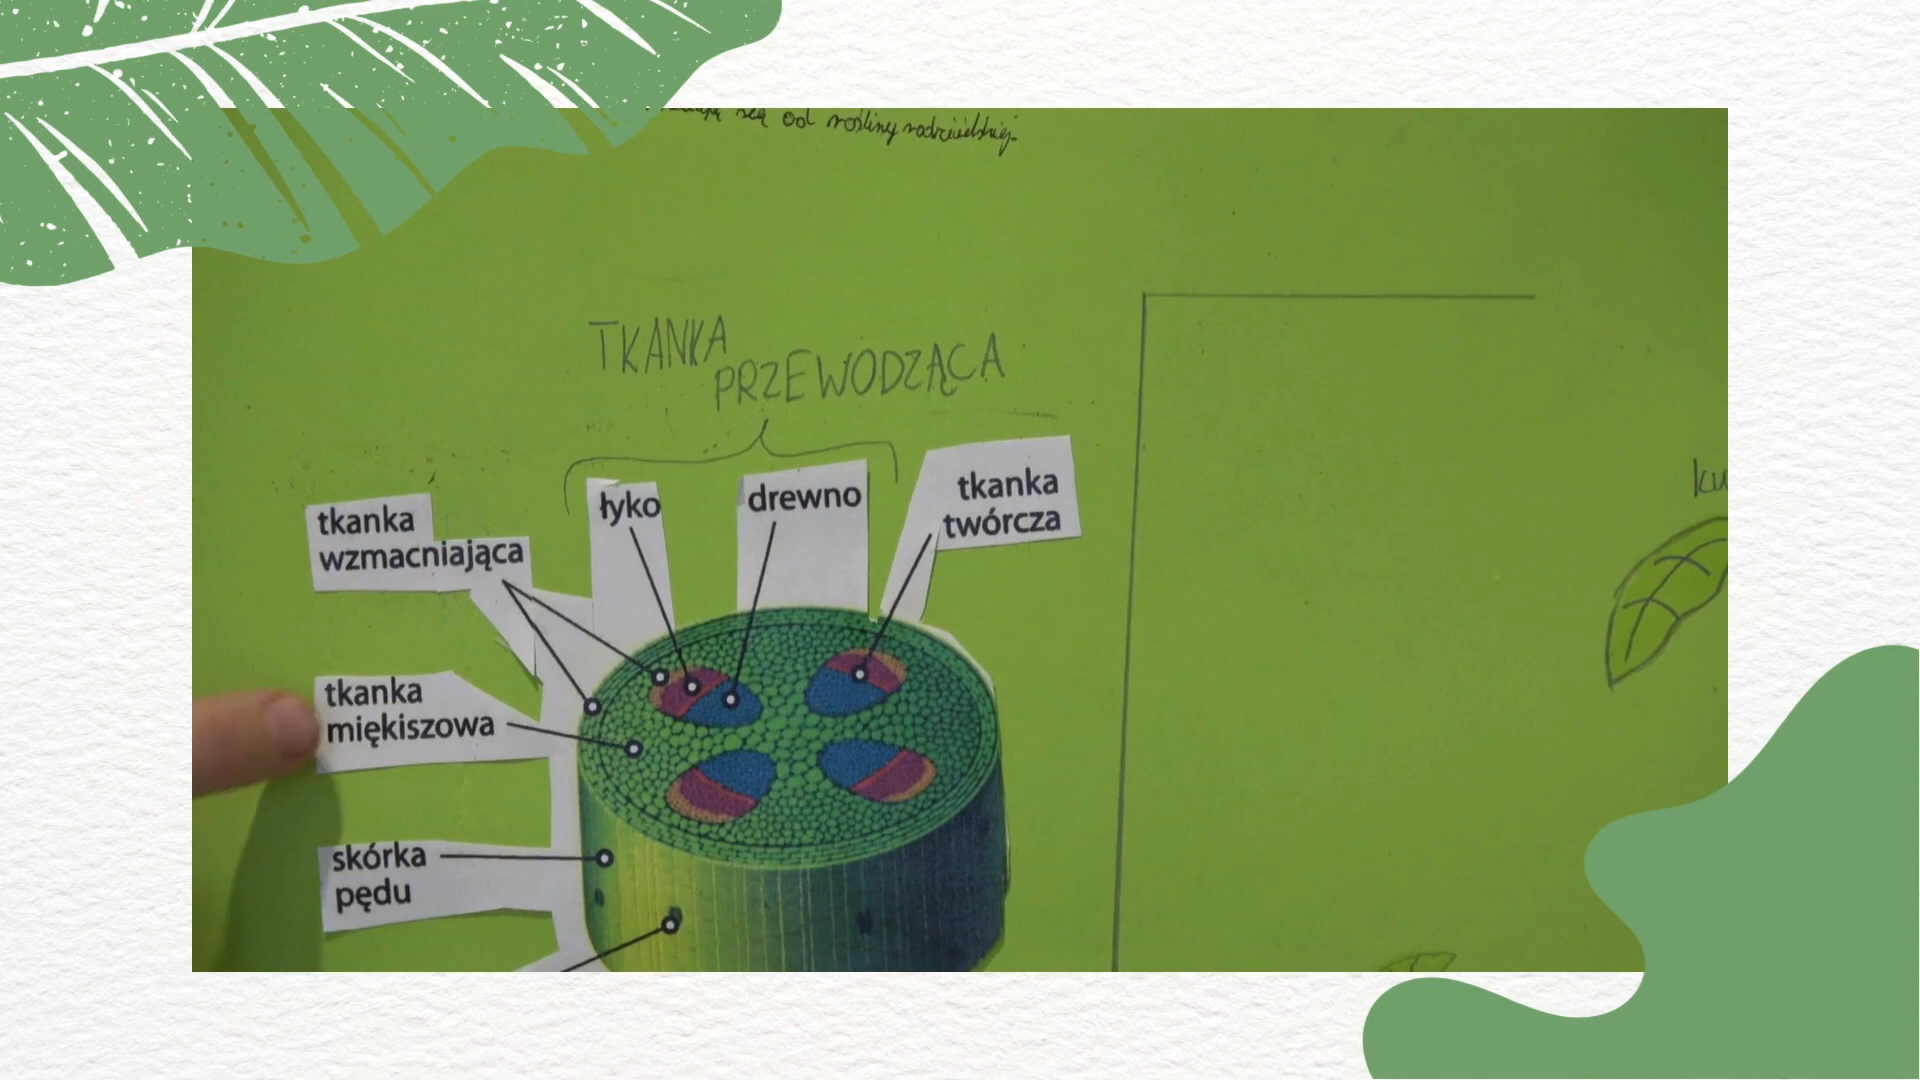 się od rośliny rodzicielskiej.
TKANKA
PRZEWODZĄCA
łyko
drewno
tkanka
twórcza
tkanka
wzmacniająca
tkanka
miękiszowa
skórka
pędu